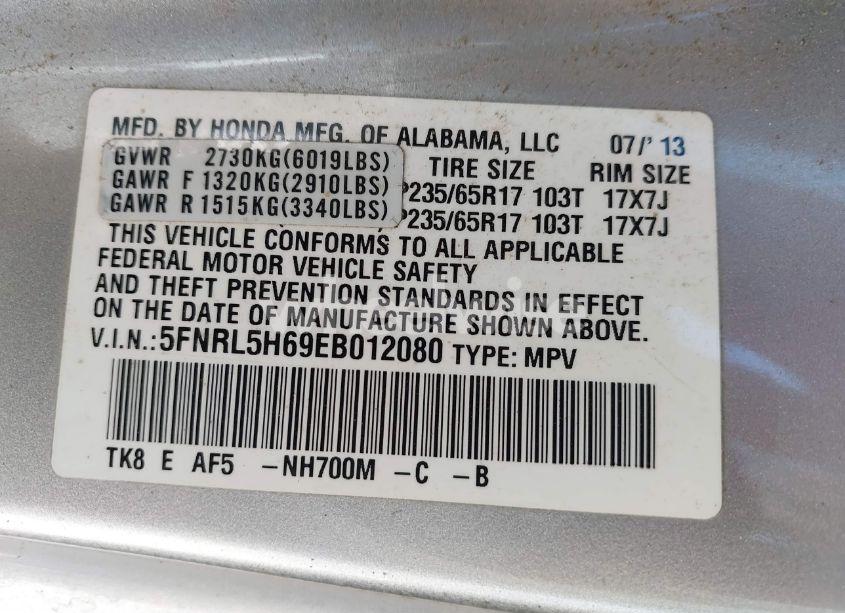 MFD. BY HONDA MFG. OF ALABAMA, LLC 07/' 13
GVWR 2730KG(6019LBS) TIRE SIZE RIM SIZE
GAWR F 1320KG(2910LBS) P235/65R17 103T 17X7J
GAWR R 1515KG(3340LBS) P235/65R17 103T 17X7J
THIS VEHICLE CONFORMS TO ALL APPLICABLE
FEDERAL MOTOR VEHICLE SAFETY
AND THEFT PREVENTION STANDARDS IN EFFECT
ON THE DATE OF MANUFACTURE SHOWN ABOVE.
V.I.N.:5FNRL5H69EB012080 TYPE: MPV
TK8 E AF5 -NH700M -C -B